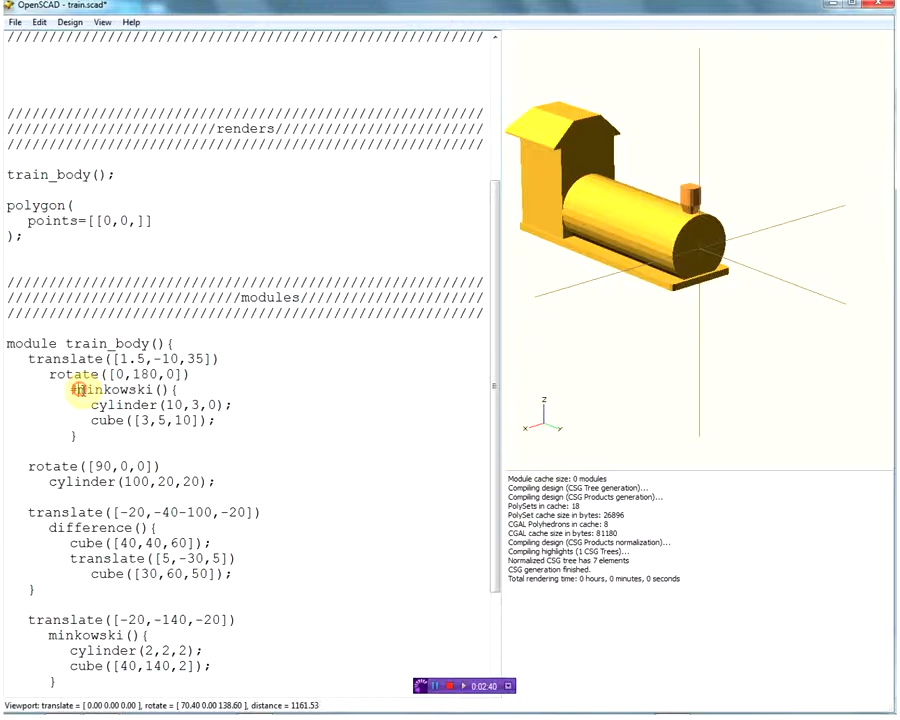 OpenSCAD - train.scad*
File Edit Design View Help
/////////////////////////////////////////////////////////
/////////////////////////////////////////////////////////
/////////////////////////renders/////////////////////////
/////////////////////////////////////////////////////////
train_body();
polygon(
points=[[0,0,]]
);
/////////////////////////////////////////////////////////
////////////////////////////modules//////////////////////
/////////////////////////////////////////////////////////
module train_body(){
translate([1.5,-10,35])
rotate([0,180,0])
#minkowski(){
cylinder(10,3,0);
cube([3,5,10]);
}
rotate([90,0,0])
cylinder(100,20,20);
translate([-20,-40-100,-20])
difference(){
cube([40,40,60]);
translate([5,-30,5])
cube([30,60,50]);
}
translate([-20,-140,-20])
minkowski(){
cylinder(2,2,2);
cube([40,140,2]);
}
z
x
y
Module cache size: 0 modules
Compiling design (CSG Tree generation)...
Compiling design (CSG Products generation)...
PolySets in cache: 18
PolySet cache size in bytes: 26896
CGAL Polyhedrons in cache: 8
CGAL cache size in bytes: 81180
Compiling design (CSG Products normalization)...
Compiling highlights (1 CSG Trees)...
Normalized CSG tree has 7 elements
CSG generation finished.
Total rendering time: 0 hours, 0 minutes, 0 seconds
0:02:40
Viewport: translate = [ 0.00 0.00 0.00 ], rotate = [ 70.40 0.00 138.60 ], distance = 1161.53